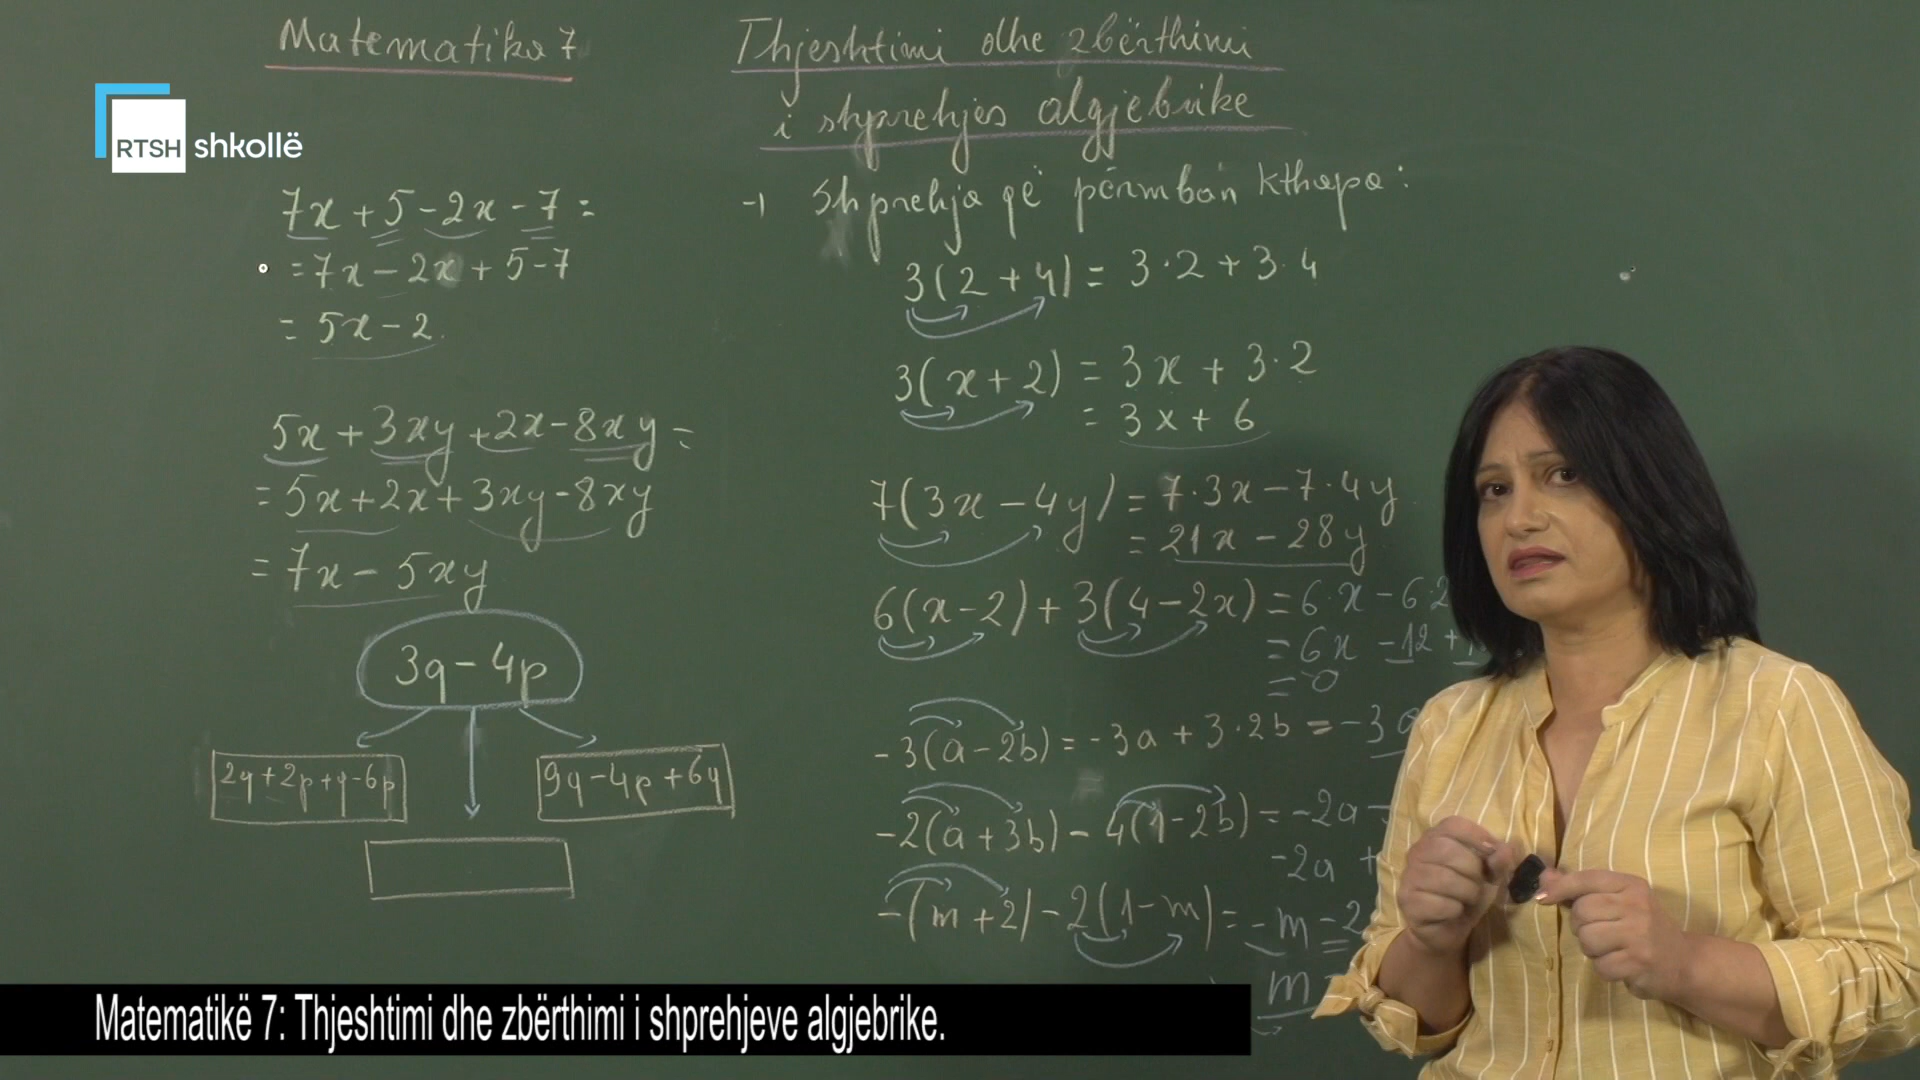 Matematika 7
RTSH shkollë
7x + 5 - 2x - 7 =
= 7x - 2x + 5 - 7
= 5x - 2
5x + 3xy + 2x - 8xy =
= 5x + 2x + 3xy - 8xy
= 7x - 5xy
3q - 4p
2q + 2p + q - 6p
9q - 4p + 6q
Thjeshtimi dhe zbërthimi
i shprehjes algjebrike
-1 Shprehja që përmban kthapa:
3(2 + 4) = 3·2 + 3·4
3(x + 2) = 3x + 3·2
= 3x + 6
7(3x - 4y) = 7·3x - 7·4y
= 21x - 28y
6(x - 2) + 3(4 - 2x) = 6·x - 6·2
= 6x - 12 +
= 0
-3(a - 2b) = -3a + 3·2b = -3a
-2(a + 3b) - 4(1 - 2b) = -2a -
-2a +
-(m + 2) - 2(1 - m) = -m - 2
m
Matematikë 7: Thjeshtimi dhe zbërthimi i shprehjeve algjebrike.